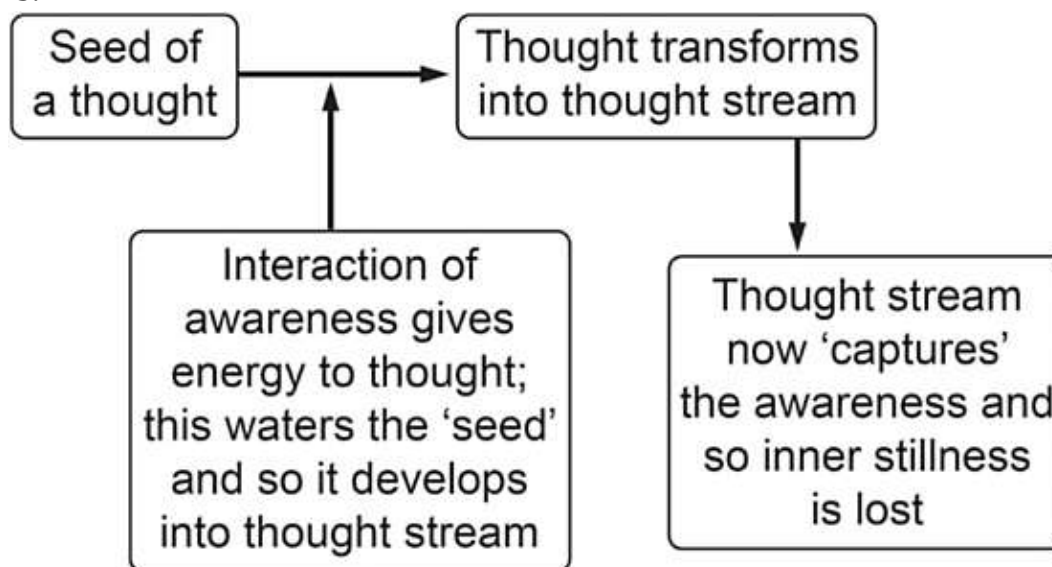 Seed of
a thought
Thought transforms
into thought stream
Interaction of
awareness gives
energy to thought;
this waters the ‘seed’
and so it develops
into thought stream
Thought stream
now ‘captures’
the awareness and
so inner stillness
is lost